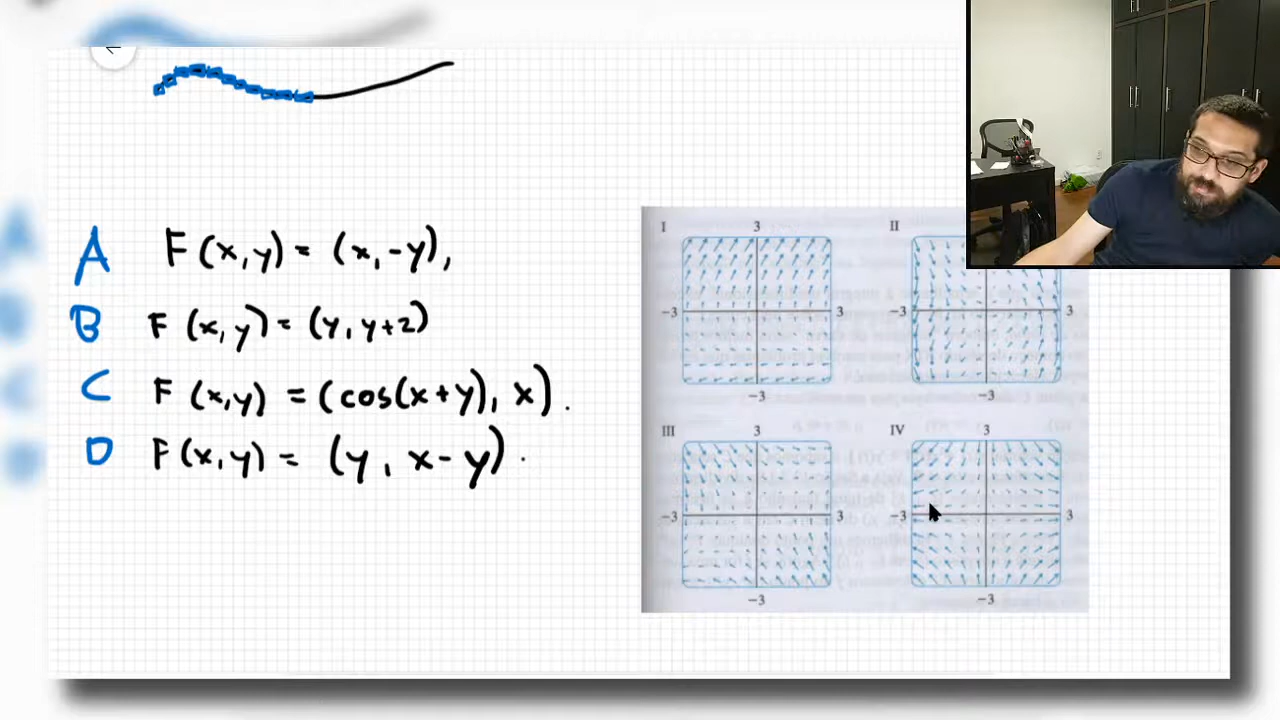 A F(x,y) = (x,-y),
B F(x,y) = (y, y+2)
C F(x,y) = (cos(x+y), x).
D F(x,y) = (y, x-y).
I 3
-3 3
-3
II
-3 3
-3
III 3
-3 3
-3
IV 3
-3 3
-3